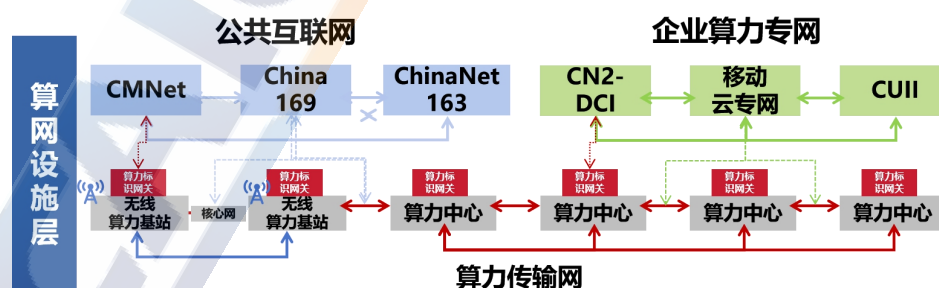 公共互联网
企业算力专网
算网设施层
CMNet
China
169
ChinaNet
163
CN2-
DCI
移动
云专网
CUII
算力标
识网关
无线
算力基站
核心网
算力标
识网关
无线
算力基站
算力标
识网关
算力中心
算力标
识网关
算力中心
算力标
识网关
算力中心
算力标
识网关
算力中心
算力传输网